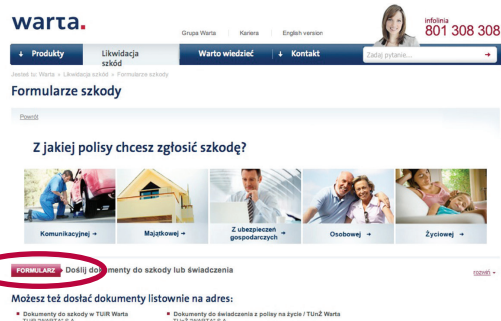 warta.
Grupa Warta Kariera English version
infolinia
801 308 308
Produkty
Likwidacja szkód
Warto wiedzieć
Kontakt
Zadaj pytanie...
Jesteś tu: Warta » Likwidacja szkód » Formularze szkody
Formularze szkody
Powrót
Z jakiej polisy chcesz zgłosić szkodę?
Komunikacyjnej
Majątkowej
Z ubezpieczeń gospodarczych
Osobowej
Życiowej
FORMULARZ Doślij dokumenty do szkody lub świadczenia
rozwiń
Możesz też dosłać dokumenty listownie na adres:
Dokumenty do szkody w TUiR Warta
Dokumenty do świadczenia z polisy na życie / TUnŻ Warta